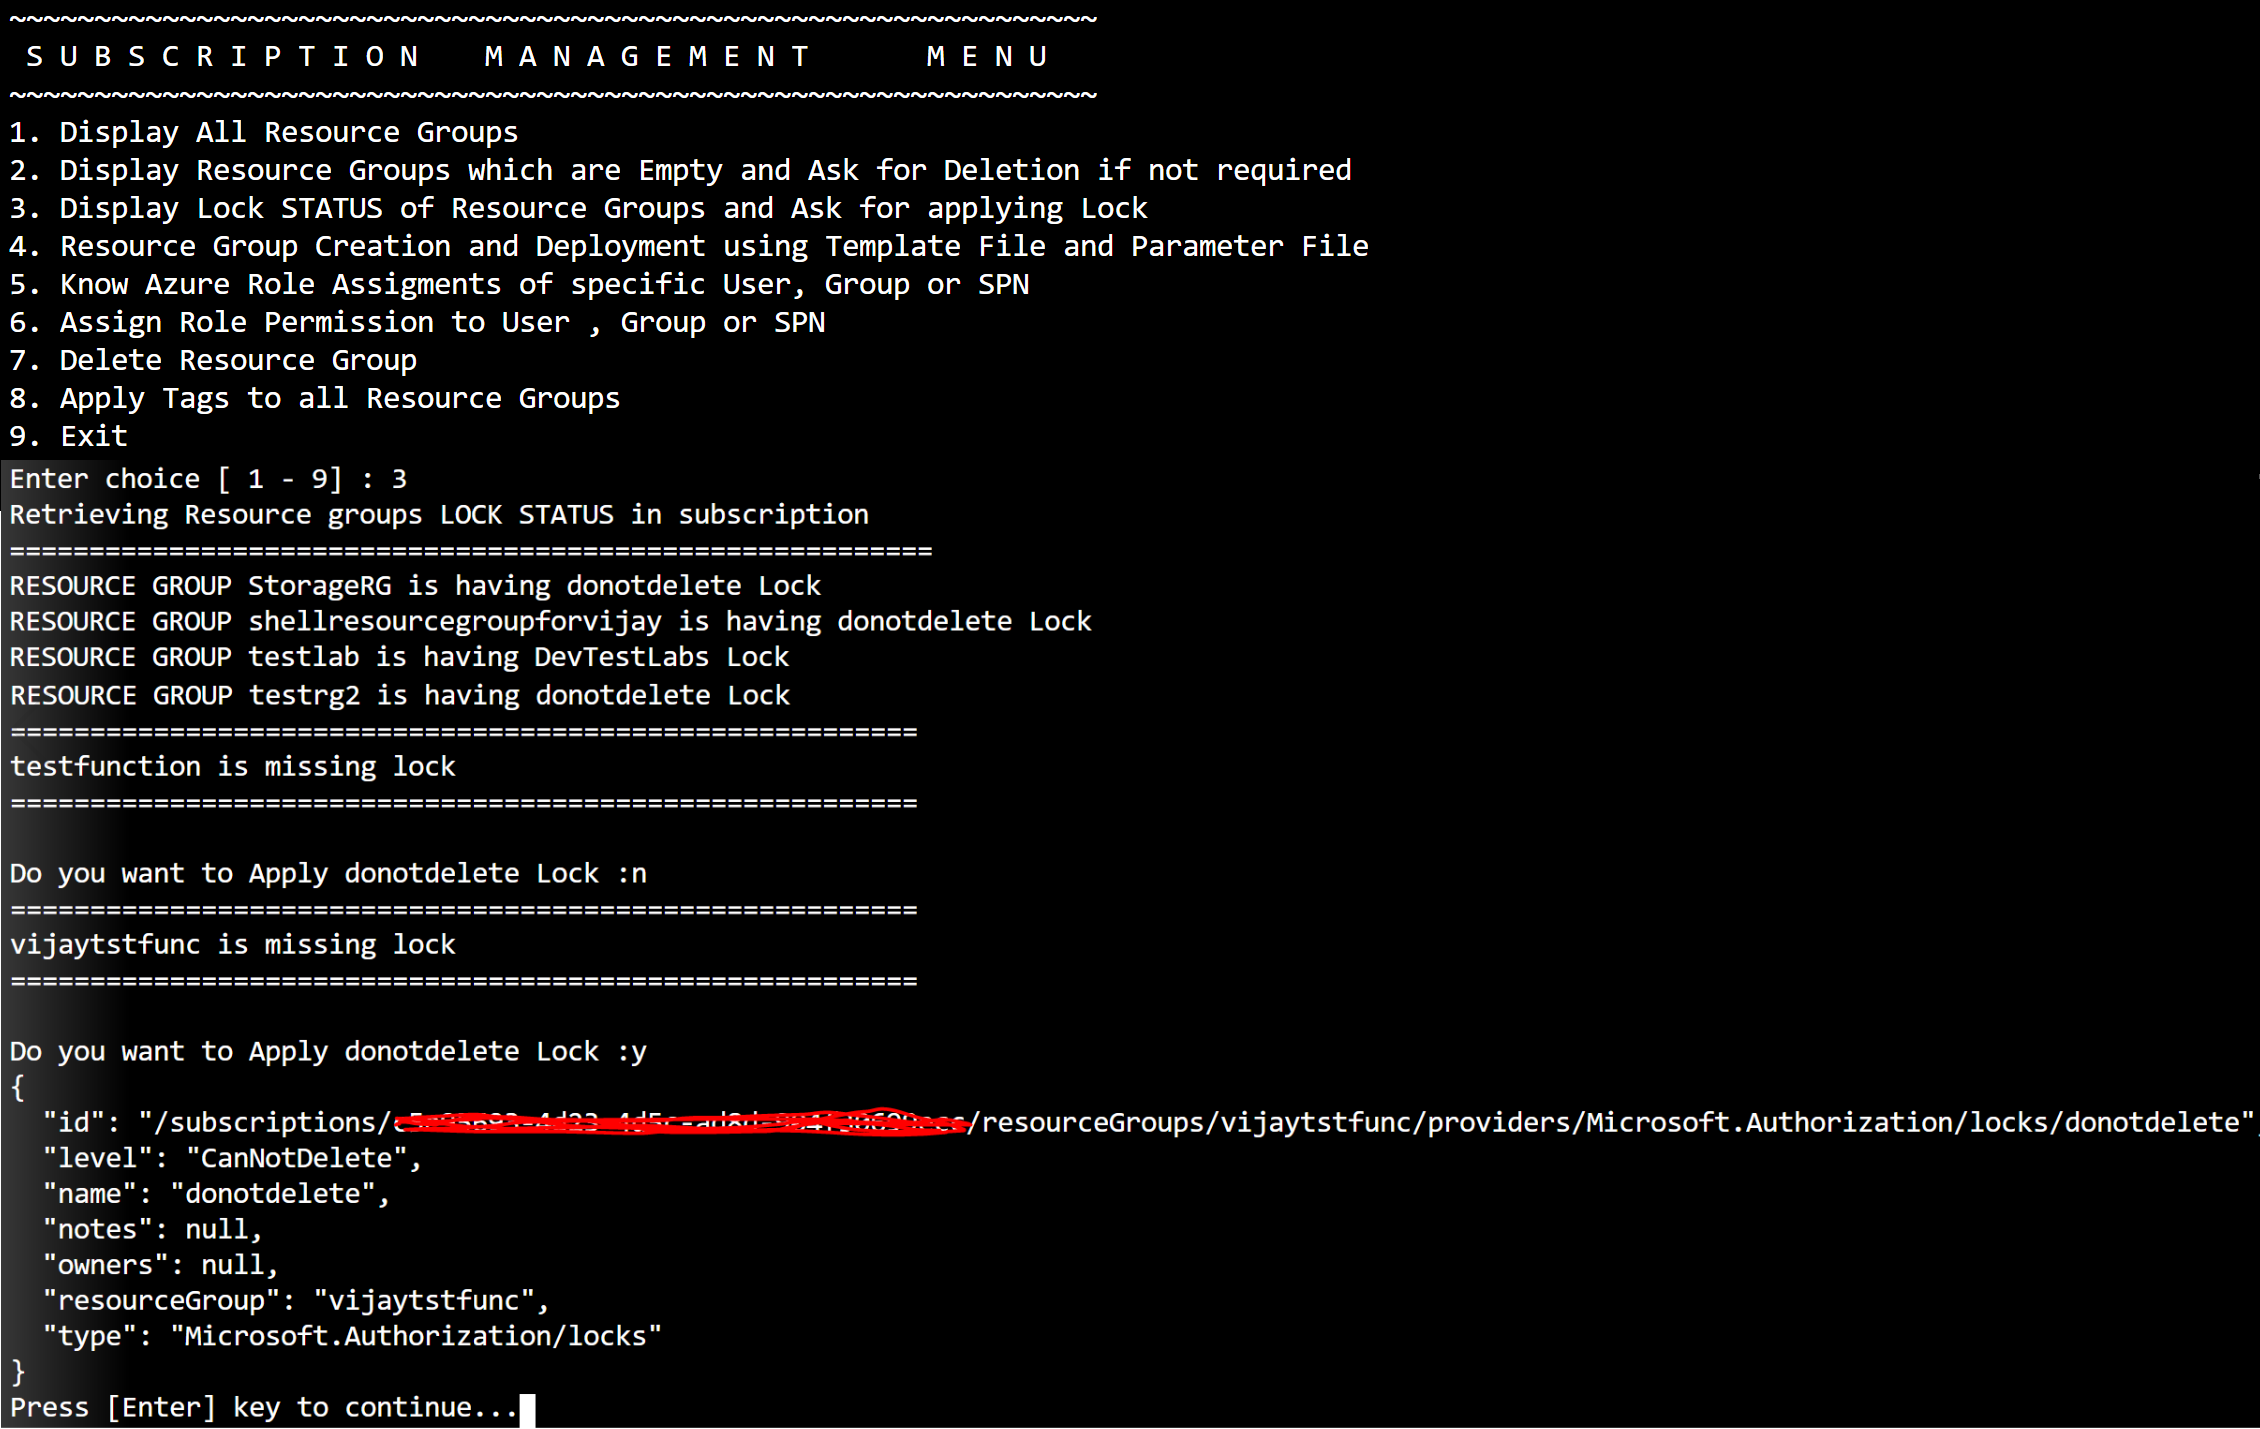 ~~~~~~~~~~~~~~~~~~~~~~~~~~~~~~~~~~~~~~~~~~~~~~~~~~~~~~~~~~~~~~~~
S U B S C R I P T I O N   M A N A G E M E N T      M E N U
~~~~~~~~~~~~~~~~~~~~~~~~~~~~~~~~~~~~~~~~~~~~~~~~~~~~~~~~~~~~~~~~
1. Display All Resource Groups
2. Display Resource Groups which are Empty and Ask for Deletion if not required
3. Display Lock STATUS of Resource Groups and Ask for applying Lock
4. Resource Group Creation and Deployment using Template File and Parameter File
5. Know Azure Role Assigments of specific User, Group or SPN
6. Assign Role Permission to User , Group or SPN
7. Delete Resource Group
8. Apply Tags to all Resource Groups
9. Exit
Enter choice [ 1 - 9] : 3
Retrieving Resource groups LOCK STATUS in subscription
==========================================================
RESOURCE GROUP StorageRG is having donotdelete Lock
RESOURCE GROUP shellresourcegroupforvijay is having donotdelete Lock
RESOURCE GROUP testlab is having DevTestLabs Lock
RESOURCE GROUP testrg2 is having donotdelete Lock
=========================================================
testfunction is missing lock
=========================================================
Do you want to Apply donotdelete Lock :n
=========================================================
vijaytstfunc is missing lock
=========================================================
Do you want to Apply donotdelete Lock :y
{
"id": "/subscriptions/ /resourceGroups/vijaytstfunc/providers/Microsoft.Authorization/locks/donotdelete",
"level": "CanNotDelete",
"name": "donotdelete",
"notes": null,
"owners": null,
"resourceGroup": "vijaytstfunc",
"type": "Microsoft.Authorization/locks"
}
Press [Enter] key to continue...